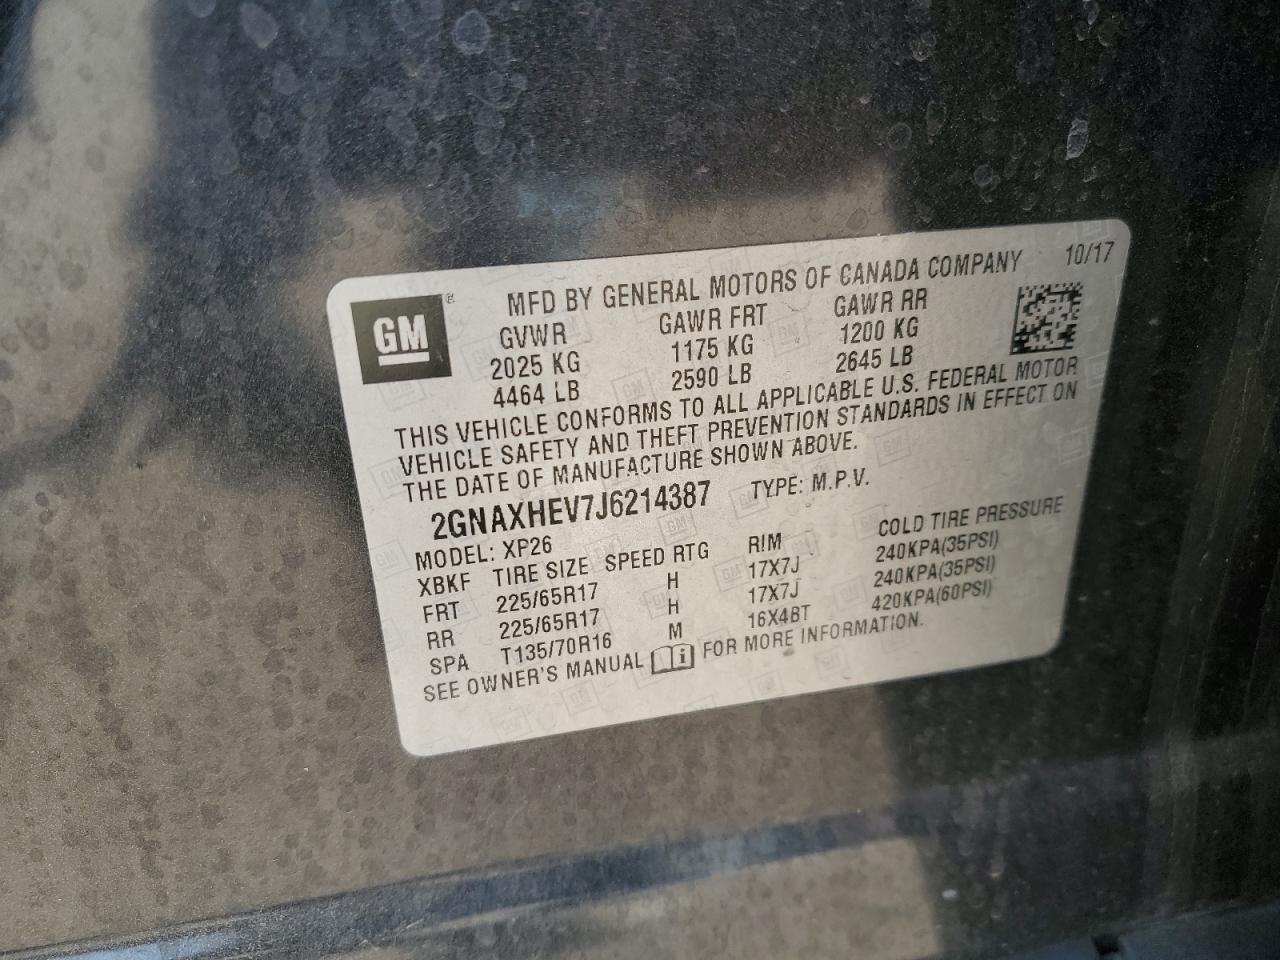 GM
MFD BY GENERAL MOTORS OF CANADA COMPANY 10/17
GVWR GAWR FRT GAWR RR
2025 KG 1175 KG 1200 KG
4464 LB 2590 LB 2645 LB
THIS VEHICLE CONFORMS TO ALL APPLICABLE U.S. FEDERAL MOTOR
VEHICLE SAFETY AND THEFT PREVENTION STANDARDS IN EFFECT ON
THE DATE OF MANUFACTURE SHOWN ABOVE.
2GNAXHEV7J6214387 TYPE: M.P.V.
MODEL: XP26
XBKF TIRE SIZE SPEED RTG RIM COLD TIRE PRESSURE
FRT 225/65R17 H 17X7J 240KPA(35PSI)
RR 225/65R17 H 17X7J 240KPA(35PSI)
SPA T135/70R16 M 16X4BT 420KPA(60PSI)
SEE OWNER'S MANUAL FOR MORE INFORMATION.